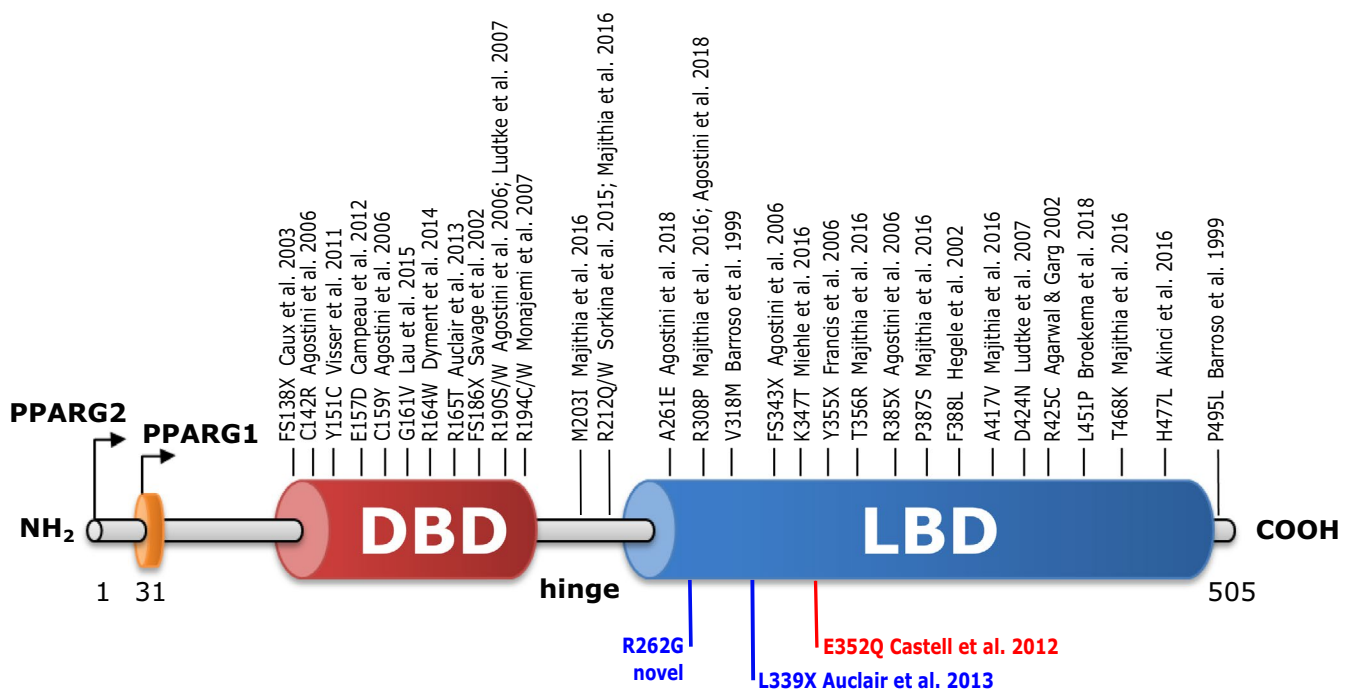 FS138X Caux et al. 2003
C142R Agostini et al. 2006
Y151C Visser et al. 2011
E157D Campeau et al. 2012
C159Y Agostini et al. 2006
G161V Lau et al. 2015
R164W Dyment et al. 2014
R165T Auclair et al. 2013
FS186X Savage et al. 2002
R190S/W Agostini et al. 2006; Ludtke et al. 2007
R194C/W Monajemi et al. 2007
M203I Majithia et al. 2016
R212Q/W Sorkina et al. 2015; Majithia et al. 2016
A261E Agostini et al. 2018
R308P Majithia et al. 2016; Agostini et al. 2018
V318M Barroso et al. 1999
FS343X Agostini et al. 2006
K347T Miehle et al. 2016
Y355X Francis et al. 2006
T356R Majithia et al. 2016
R385X Agostini et al. 2006
P387S Majithia et al. 2016
F388L Hegele et al. 2002
A417V Majithia et al. 2016
D424N Ludtke et al. 2007
R425C Agarwal & Garg 2002
L451P Broekema et al. 2018
T468K Majithia et al. 2016
H477L Akinci et al. 2016
P495L Barroso et al. 1999
PPARG2
PPARG1
NH2
DBD
LBD
COOH
1
31
hinge
505
R262G
novel
E352Q Castell et al. 2012
L339X Auclair et al. 2013